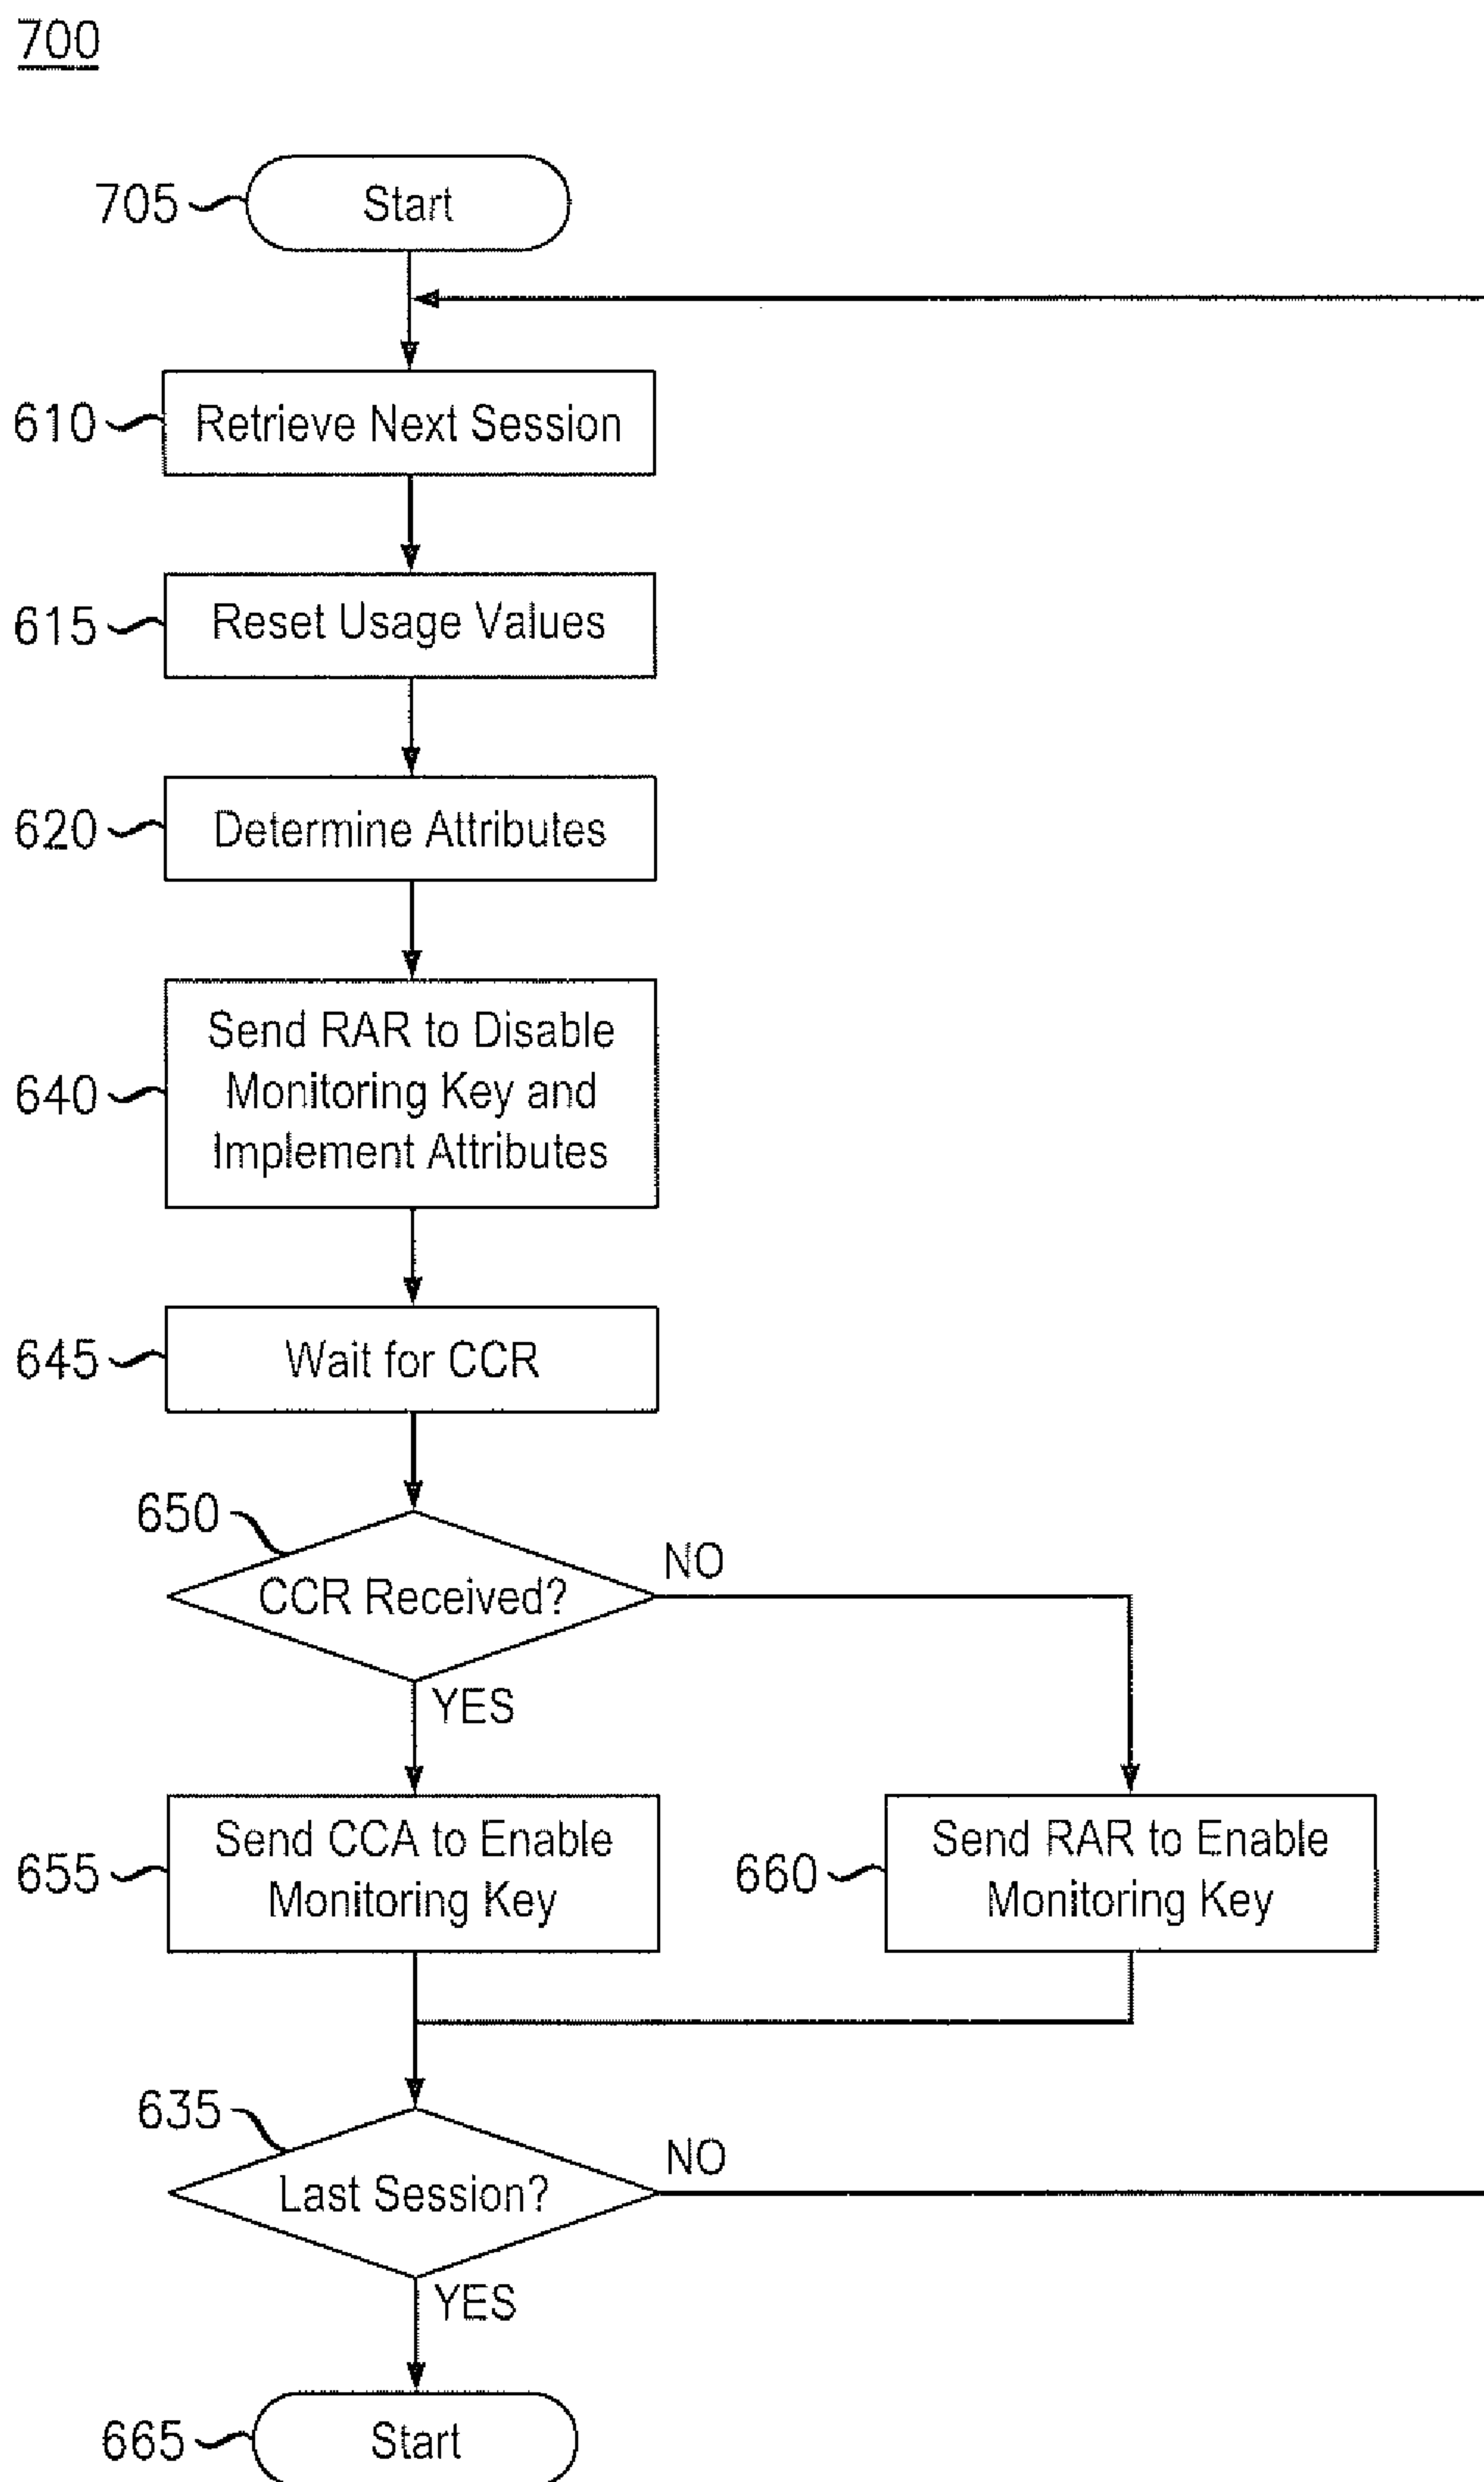 700
705
Start
610
Retrieve Next Session
615
Reset Usage Values
620
Determine Attributes
640
Send RAR to Disable
Monitoring Key and
Implement Attributes
645
Wait for CCR
650
CCR Received?
NO
YES
655
Send CCA to Enable
Monitoring Key
660
Send RAR to Enable
Monitoring Key
635
Last Session?
NO
YES
665
Start